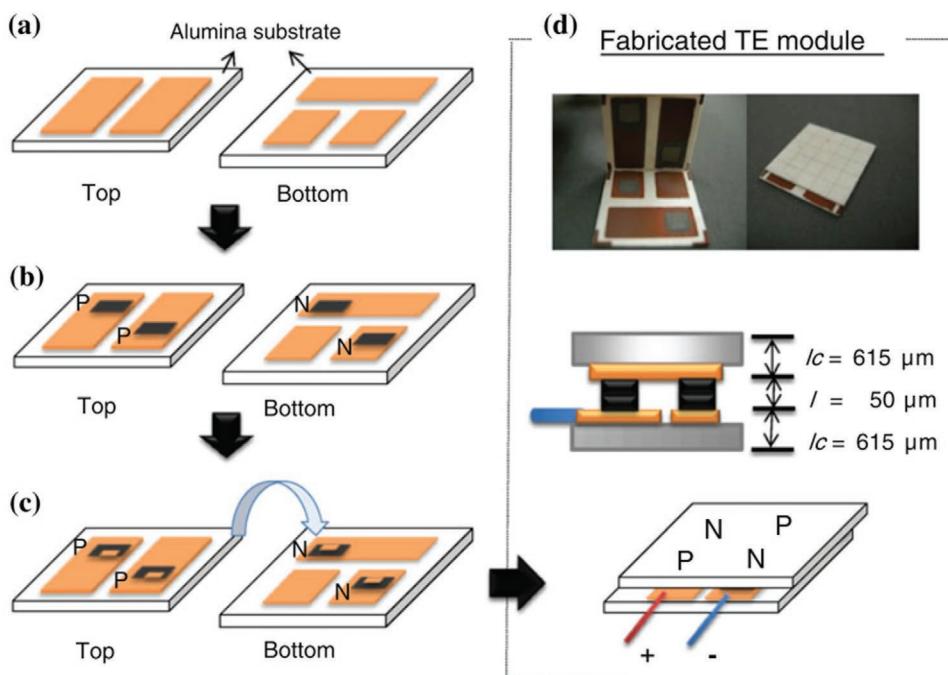 (a)
Alumina substrate
Top
Bottom
(b)
P
P
N
N
Top
Bottom
(c)
P
P
N
N
Top
Bottom
(d)
Fabricated TE module
lc = 615 µm
l = 50 µm
lc = 615 µm
N P
P N
+ -